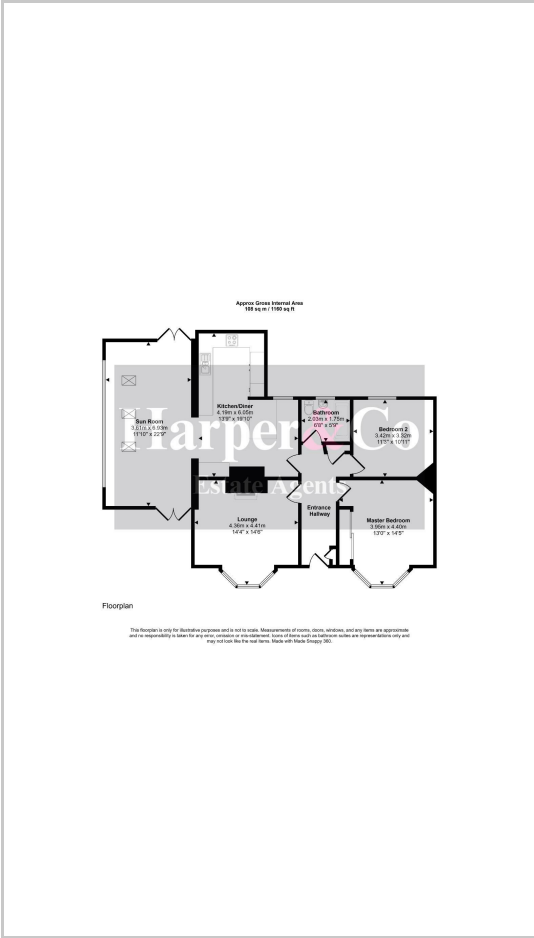 Approx Gross Internal Area
108 sq m / 1160 sq ft
Kitchen/Diner
4.19m x 6.05m
13'9" x 19'10"
Bathroom
2.03m x 1.75m
6'8" x 5'9"
Bedroom 2
3.42m x 3.32m
11'3" x 10'11"
Sun Room
3.61m x 6.93m
11'10" x 22'9"
Harper & Co
Estate Agents
Lounge
4.36m x 4.41m
14'4" x 14'6"
Entrance
Hallway
Master Bedroom
3.95m x 4.40m
13'0" x 14'5"
Floorplan
This floorplan is only for illustrative purposes and is not to scale. Measurements of rooms, doors, windows, and any items are approximate
and no responsibility is taken for any error, omission or mis-statement. Icons of items such as bathroom suites are representations only and
may not look like the real items. Made with Made Snappy 360.